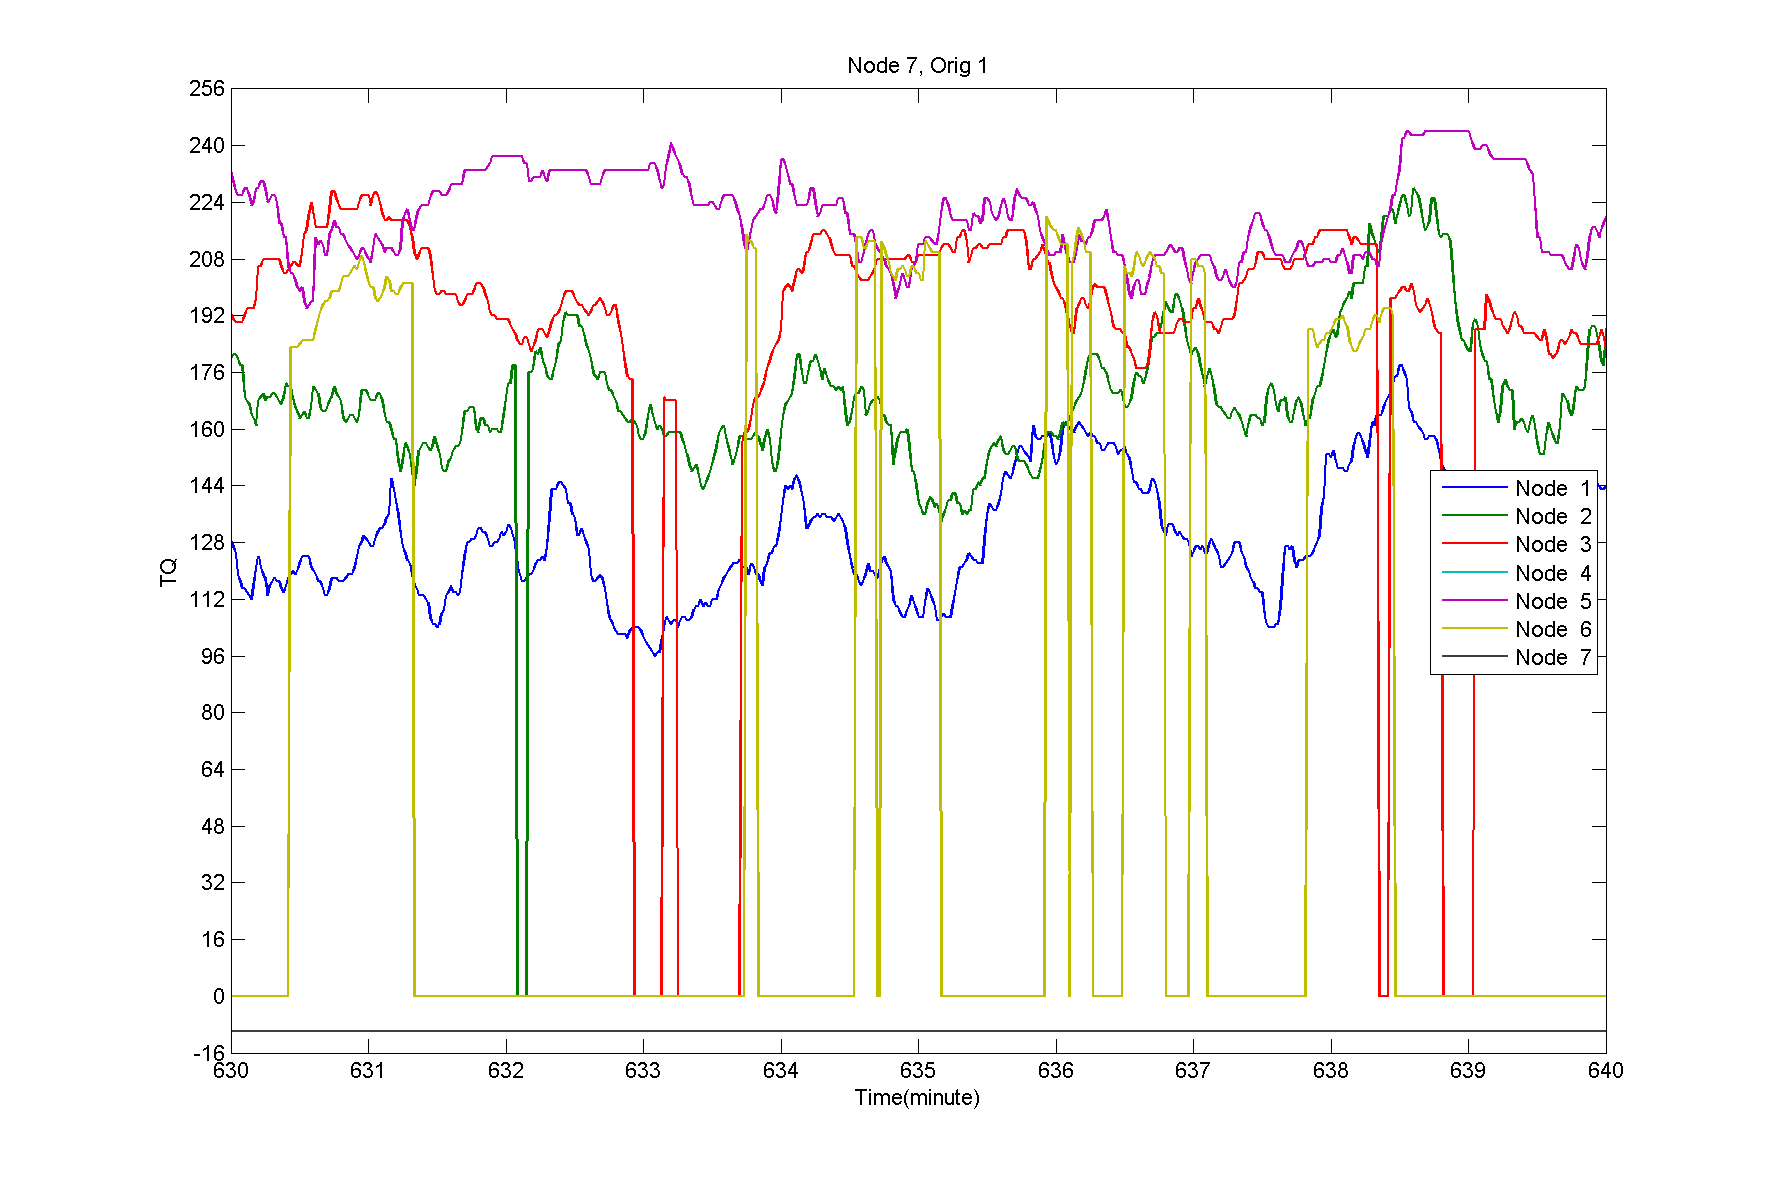 Node 7, Orig 1
256
240
224
208
192
176
160
144
128
112
96
80
64
48
32
16
0
-16
TQ
Node 1
Node 2
Node 3
Node 4
Node 5
Node 6
Node 7
630 631 632 633 634 635 636 637 638 639 640
Time(minute)